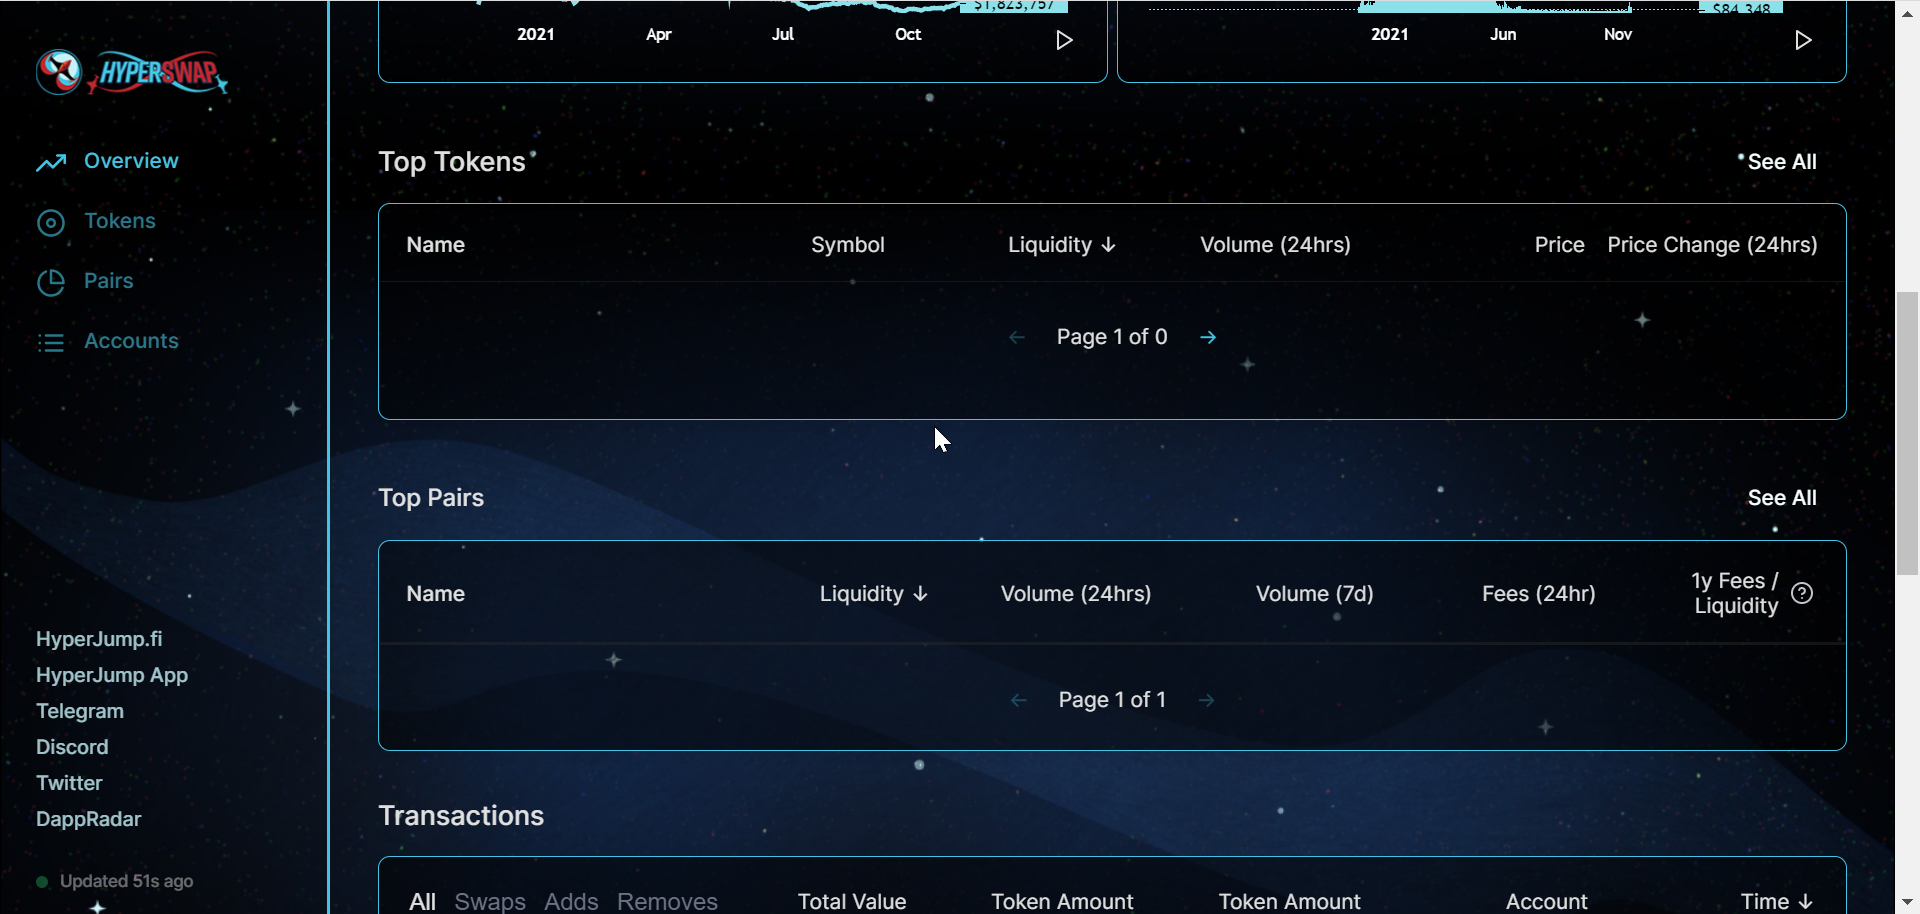 HYPERSWAP
Overview
Tokens
Pairs
Accounts
HyperJump.fi
HyperJump App
Telegram
Discord
Twitter
DappRadar
Updated 51s ago
$1,823,757
2021 Apr Jul Oct
$84,348
2021 Jun Nov
Top Tokens
See All
Name Symbol Liquidity ↓ Volume (24hrs) Price Price Change (24hrs)
← Page 1 of 0 →
Top Pairs
See All
Name Liquidity ↓ Volume (24hrs) Volume (7d) Fees (24hr) 1y Fees /
Liquidity ?
← Page 1 of 1 →
Transactions
All Swaps Adds Removes Total Value Token Amount Token Amount Account Time ↓